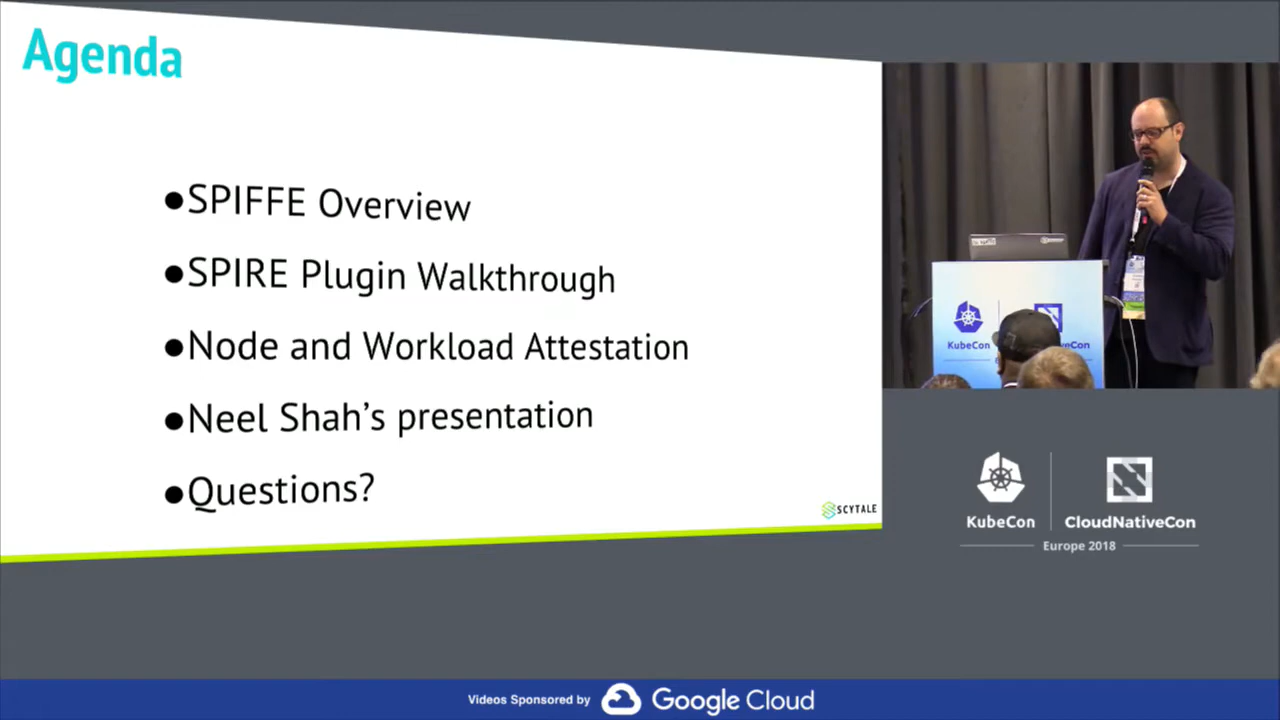 Agenda
●SPIFFE Overview
●SPIRE Plugin Walkthrough
●Node and Workload Attestation
●Neel Shah’s presentation
●Questions?
SCYTALE
KubeCon
KubeCon
CloudNativeCon
Europe 2018
Videos Sponsored by Google Cloud